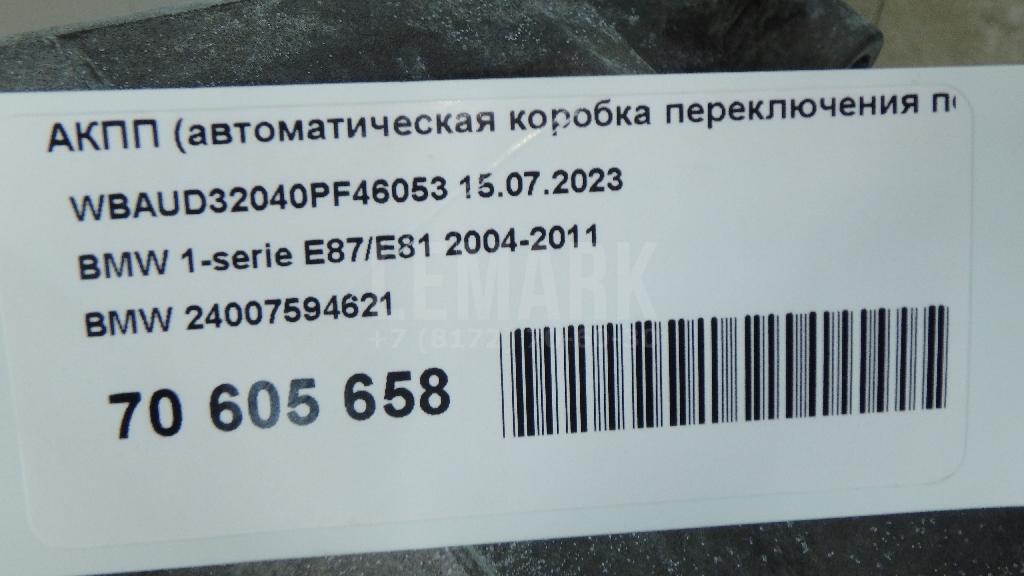 АКПП (автоматическая коробка переключения
WBAUD32040PF46053 15.07.2023
BMW 1-serie E87/E81 2004-2011
BMW 24007594621
LEMARK
70 605 658